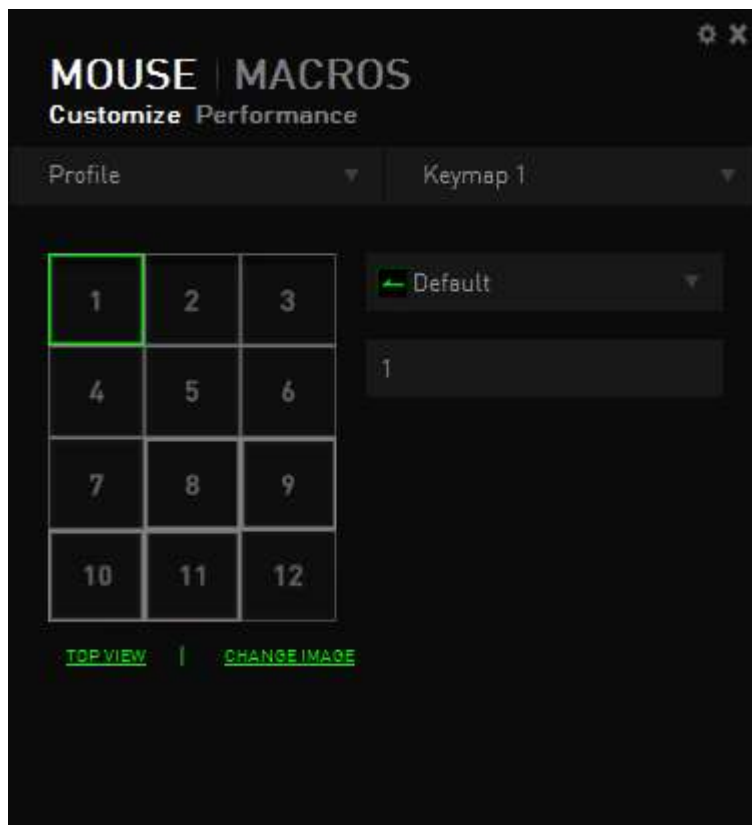 MOUSE | MACROS
Customize Performance
Profile Keymap 1
1 2 3 Default
4 5 6 1
7 8 9
10 11 12
TOP VIEW | CHANGE IMAGE